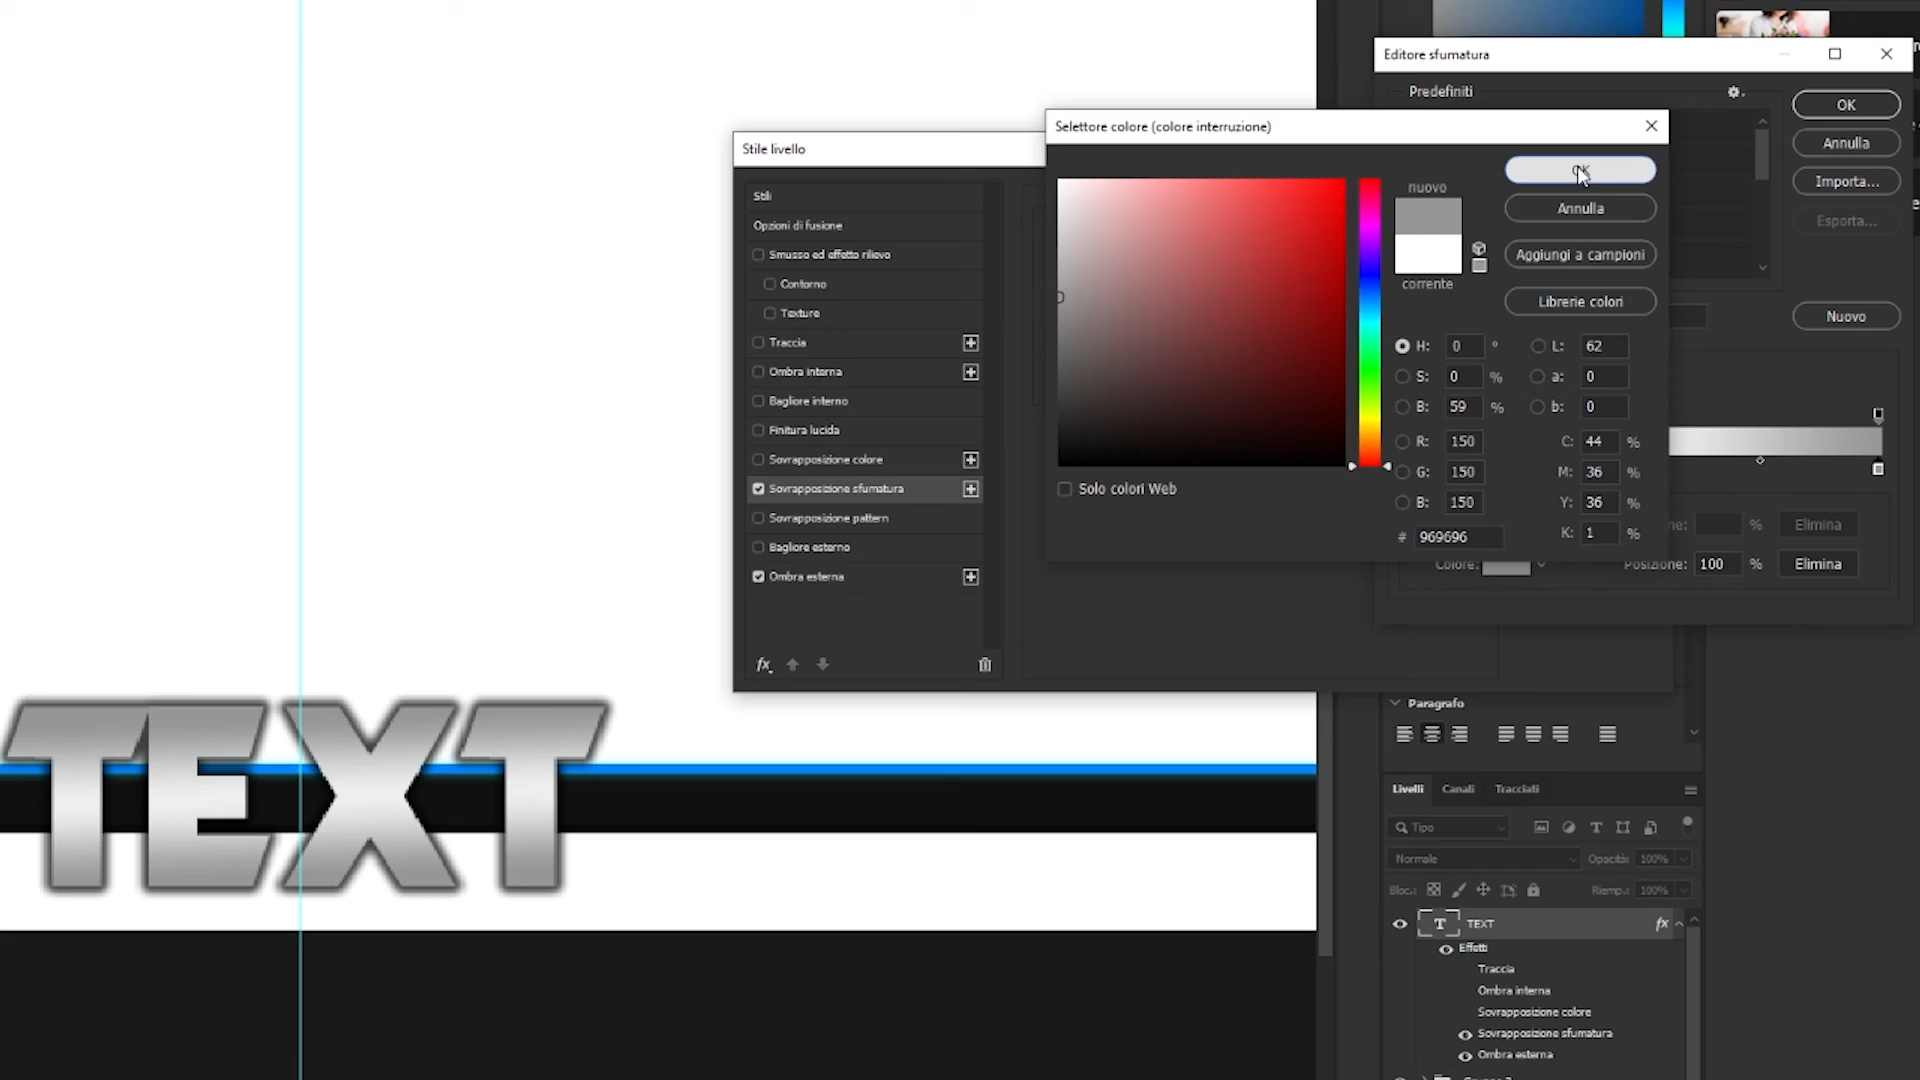 Editore sfumatura
Predefiniti
OK
Annulla
Importa...
Esporta...
Nuovo
Selettore colore (colore interruzione)
nuovo
corrente
Annulla
Aggiungi a campioni
Librerie colori
H: 0 °
S: 0 %
B: 59 %
R: 150
G: 150
B: 150
# 969696
L: 62
a: 0
b: 0
C: 44 %
M: 36 %
Y: 36 %
K: 1 %
Solo colori Web
% Elimina
Colore:
Posizione: 100 % Elimina
Stile livello
Stili
Opzioni di fusione
Smusso ed effetto rilievo
Contorno
Texture
Traccia
Ombra interna
Bagliore interno
Finitura lucida
Sovrapposizione colore
Sovrapposizione sfumatura
Sovrapposizione pattern
Bagliore esterno
Ombra esterna
fx
TEXT
Paragrafo
Livelli Canali Tracciati
Tipo
Normale Opacità: 100%
Bloc.: Riemp.: 100%
T TEXT fx
Effetti
Traccia
Ombra interna
Sovrapposizione colore
Sovrapposizione sfumatura
Ombra esterna